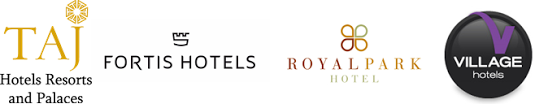 TAJ
Hotels Resorts
and Palaces
FORTIS HOTELS
ROYALPARK
HOTEL
VILLAGE
hotels